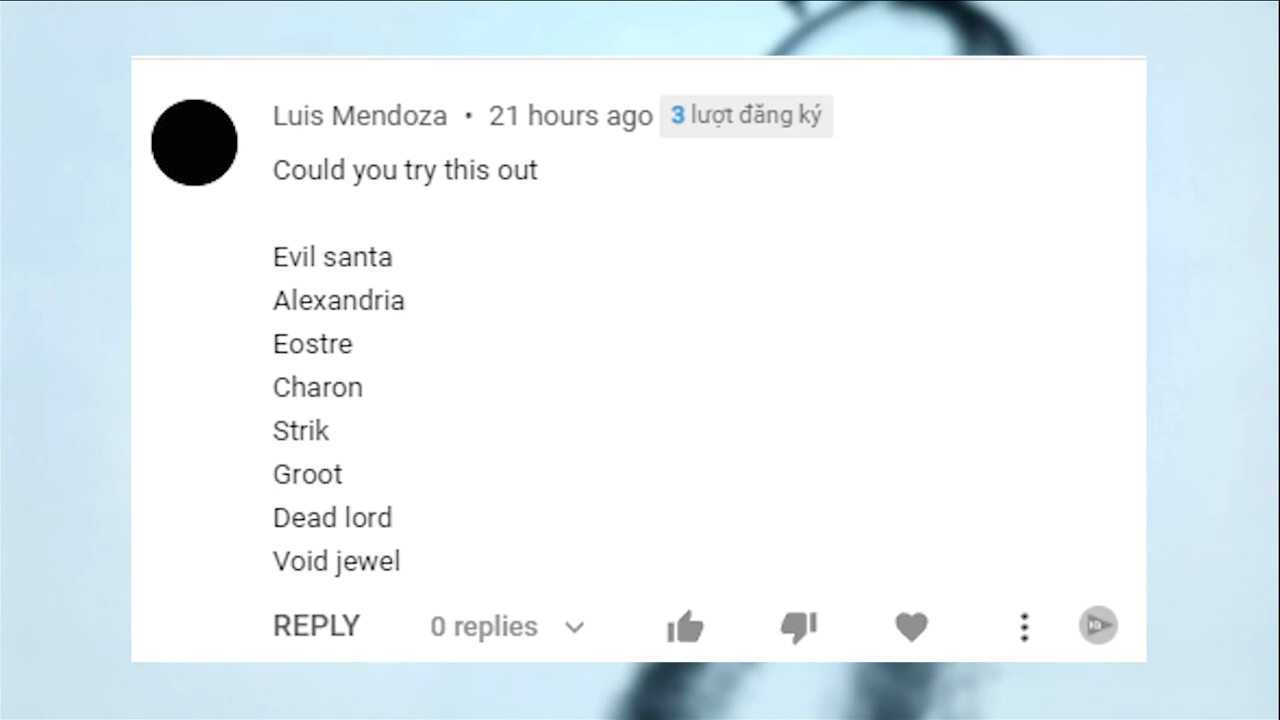 Luis Mendoza • 21 hours ago 3 lượt đăng ký
Could you try this out
Evil santa
Alexandria
Eostre
Charon
Strik
Groot
Dead lord
Void jewel
REPLY 0 replies